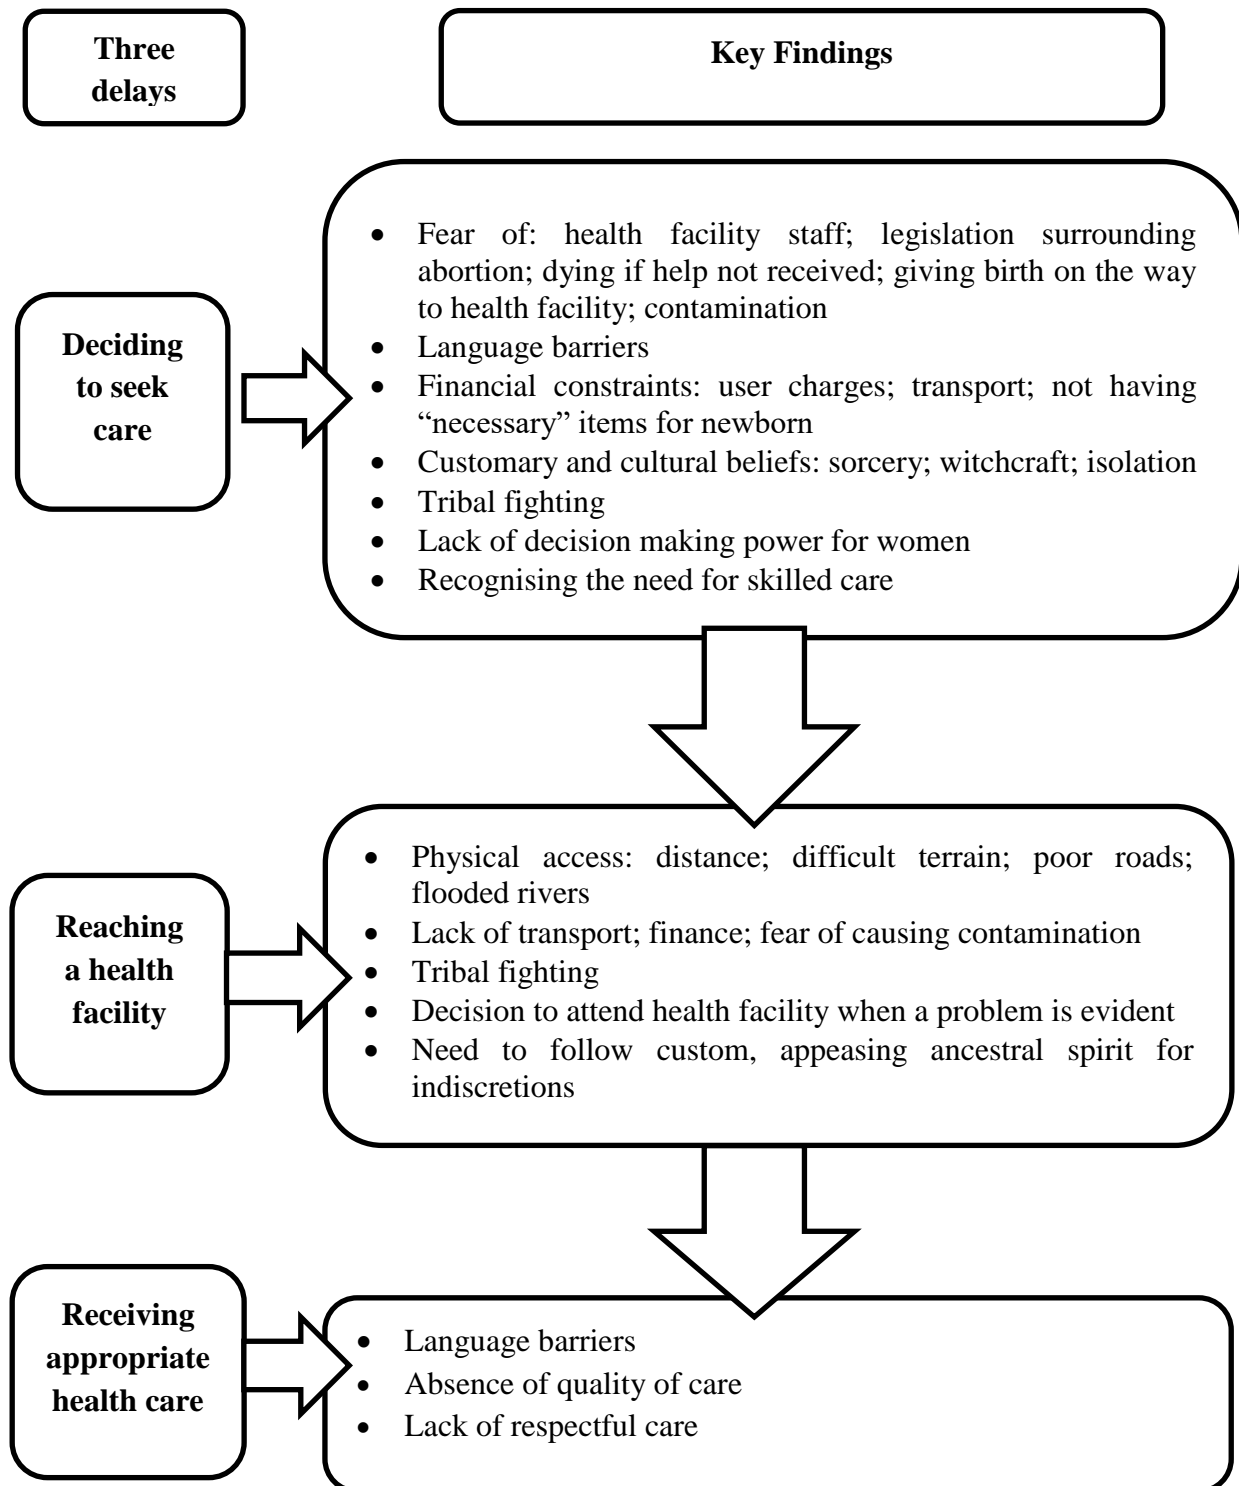 Three
delays
Key Findings
Deciding
to seek
care
• Fear of: health facility staff; legislation surrounding
abortion; dying if help not received; giving birth on the way
to health facility; contamination
• Language barriers
• Financial constraints: user charges; transport; not having
“necessary” items for newborn
• Customary and cultural beliefs: sorcery; witchcraft; isolation
• Tribal fighting
• Lack of decision making power for women
• Recognising the need for skilled care
Reaching
a health
facility
• Physical access: distance; difficult terrain; poor roads;
flooded rivers
• Lack of transport; finance; fear of causing contamination
• Tribal fighting
• Decision to attend health facility when a problem is evident
• Need to follow custom, appeasing ancestral spirit for
indiscretions
Receiving
appropriate
health care
• Language barriers
• Absence of quality of care
• Lack of respectful care